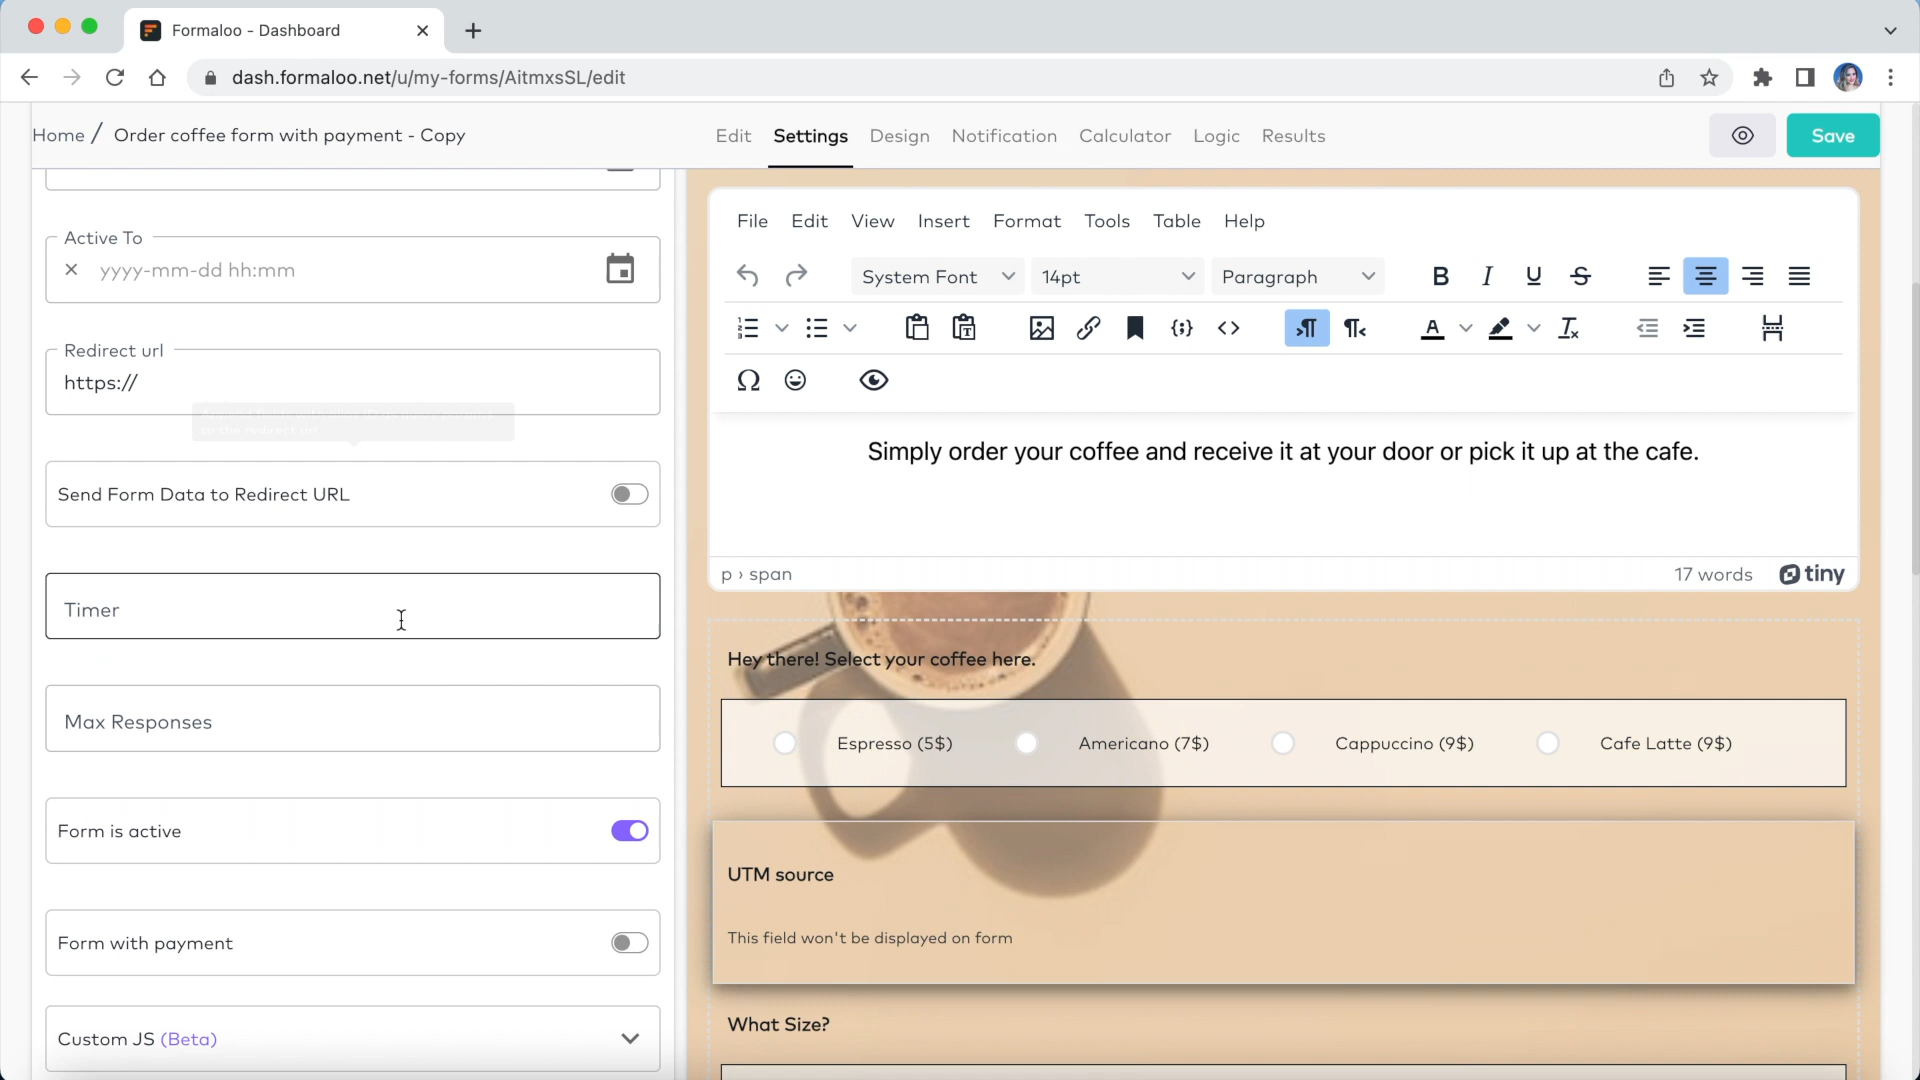 Formaloo - Dashboard
dash.formaloo.net/u/my-forms/AitmxsSL/edit
Home / Order coffee form with payment - Copy
Edit Settings Design Notification Calculator Logic Results
Save
Active To
yyyy-mm-dd hh:mm
Redirect url
https://
to the redirect url
Send Form Data to Redirect URL
Timer
Max Responses
Form is active
Form with payment
Custom JS (Beta)
File Edit View Insert Format Tools Table Help
System Font 14pt Paragraph
Simply order your coffee and receive it at your door or pick it up at the cafe.
p › span 17 words tiny
Hey there! Select your coffee here.
Espresso (5$) Americano (7$) Cappuccino (9$) Cafe Latte (9$)
UTM source
This field won't be displayed on form
What Size?